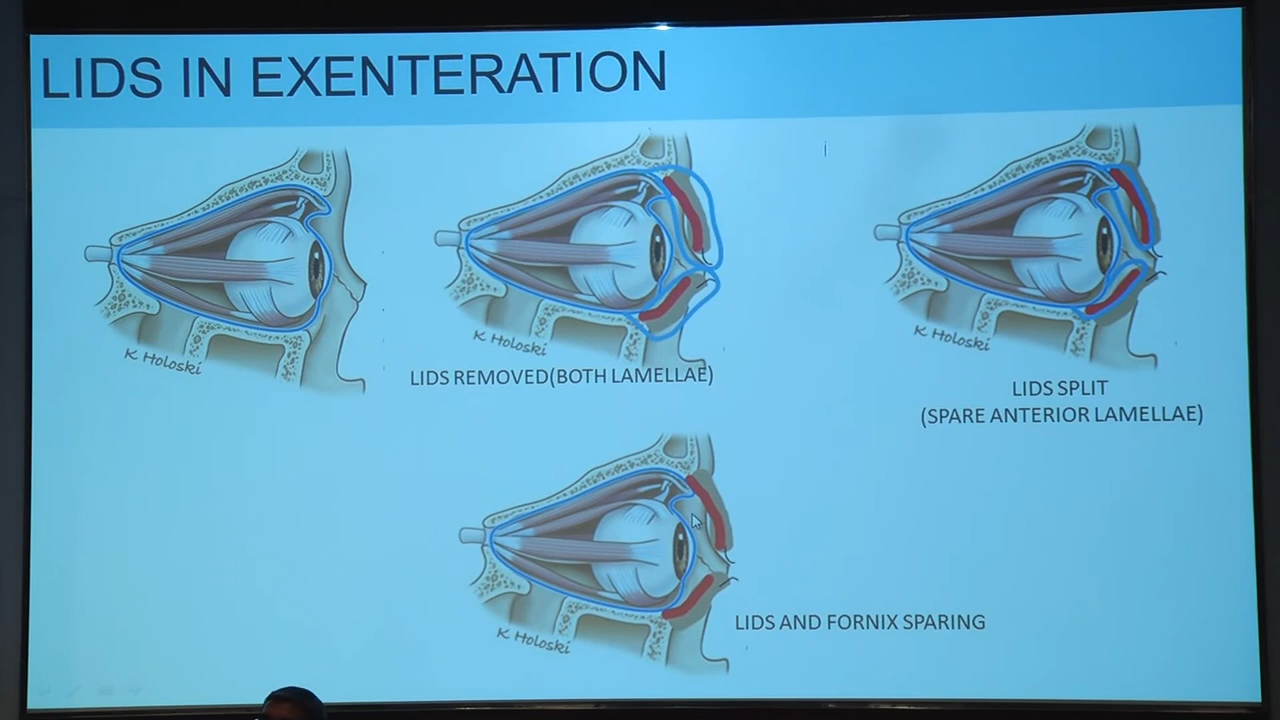 LIDS IN EXENTERATION
K Holoski
K Holoski
LIDS REMOVED(BOTH LAMELLAE)
K Holoski
LIDS SPLIT
(SPARE ANTERIOR LAMELLAE)
K Holoski
LIDS AND FORNIX SPARING